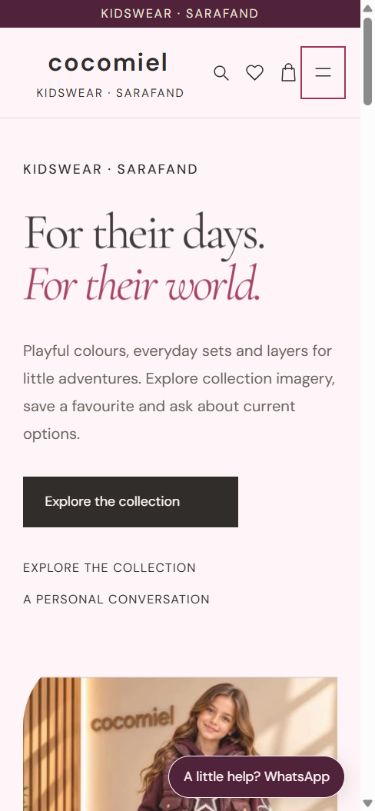 KIDSWEAR · SARAFAND
cocomiel
KIDSWEAR · SARAFAND
KIDSWEAR · SARAFAND
For their days.
For their world.
Playful colours, everyday sets and layers for
little adventures. Explore collection imagery,
save a favourite and ask about current
options.
Explore the collection
EXPLORE THE COLLECTION
A PERSONAL CONVERSATION
cocomiel
A little help? WhatsApp